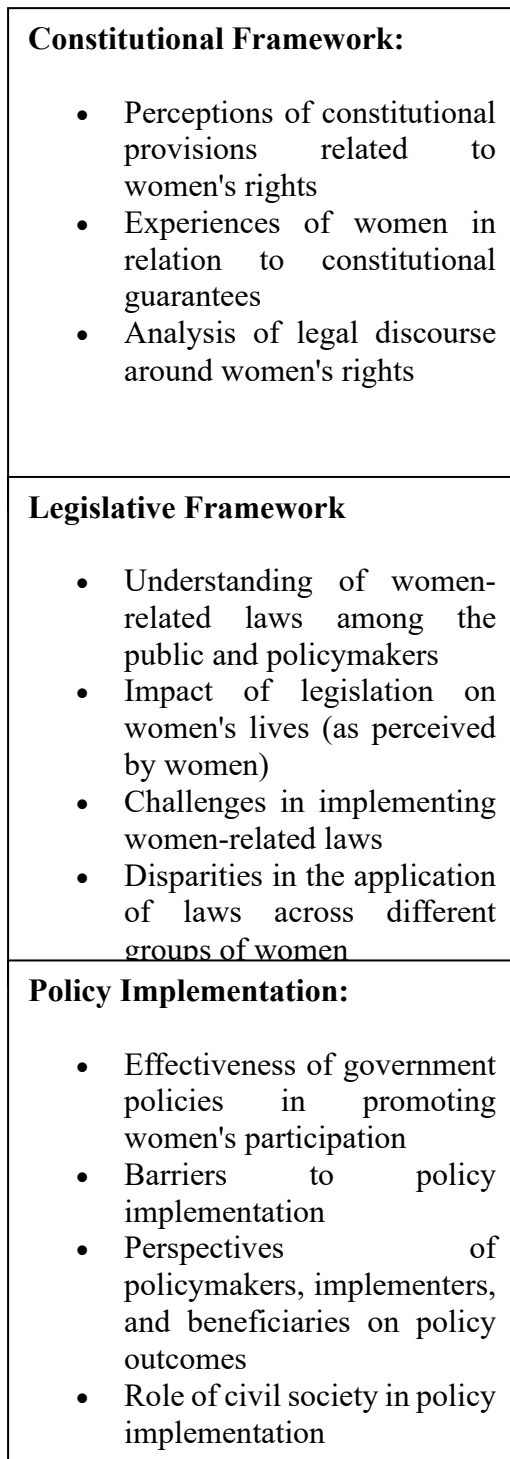 Constitutional Framework:
• Perceptions of constitutional
provisions related to
women's rights
• Experiences of women in
relation to constitutional
guarantees
• Analysis of legal discourse
around women's rights
Legislative Framework
• Understanding of women-
related laws among the
public and policymakers
• Impact of legislation on
women's lives (as perceived
by women)
• Challenges in implementing
women-related laws
• Disparities in the application
of laws across different
groups of women
Policy Implementation:
• Effectiveness of government
policies in promoting
women's participation
• Barriers to policy
implementation
• Perspectives of
policymakers, implementers,
and beneficiaries on policy
outcomes
• Role of civil society in policy
implementation